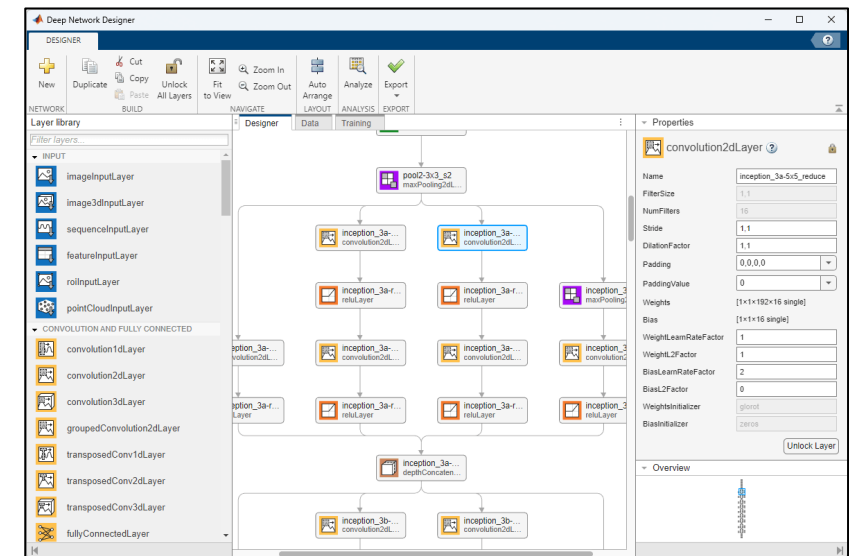 Deep Network Designer
DESIGNER
New
Duplicate
Cut
Copy
Paste
Unlock
All Layers
Fit
to View
Zoom In
Zoom Out
Auto
Arrange
Analyze
Export
NETWORK
BUILD
NAVIGATE
LAYOUT
ANALYSIS
EXPORT
Layer library
Filter layers...
INPUT
imageInputLayer
image3dInputLayer
sequenceInputLayer
featureInputLayer
roiInputLayer
pointCloudInputLayer
CONVOLUTION AND FULLY CONNECTED
convolution1dLayer
convolution2dLayer
convolution3dLayer
groupedConvolution2dLayer
transposedConv1dLayer
transposedConv2dLayer
transposedConv3dLayer
fullyConnectedLayer
Designer
Data
Training
pool2-3x3_s2
maxPooling2dL...
inception_3a-...
convolution2dL...
inception_3a-...
convolution2dL...
inception_3a-r...
reluLayer
inception_3a-r...
reluLayer
inception_3
maxPooling2
eption_3a-...
volution2dL...
inception_3a-...
convolution2dL...
inception_3a-...
convolution2dL...
inception_3
convolution2
eption_3a-r...
Layer
inception_3a-r...
reluLayer
inception_3a-r...
reluLayer
inception_3
reluLayer
inception_3a-...
depthConcaten...
inception_3b-...
convolution2dL...
inception_3b-...
convolution2dL...
Properties
convolution2dLayer ?
Name inception_3a-5x5_reduce
FilterSize 1,1
NumFilters 16
Stride 1,1
DilationFactor 1,1
Padding 0,0,0,0
PaddingValue 0
Weights [1×1×192×16 single]
Bias [1×1×16 single]
WeightLearnRateFactor 1
WeightL2Factor 1
BiasLearnRateFactor 2
BiasL2Factor 0
WeightsInitializer glorot
BiasInitializer zeros
Unlock Layer
Overview